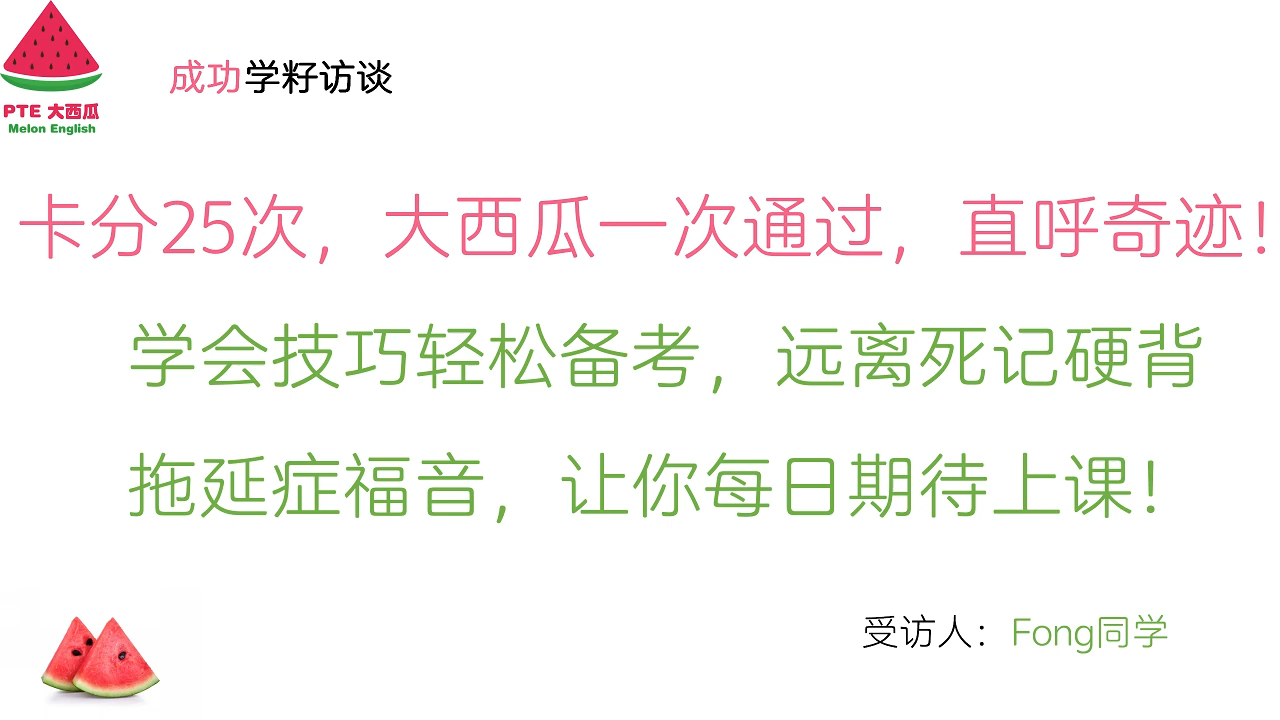 PTE 大西瓜
Melon English
成功学籽访谈
卡分25次，大西瓜一次通过，直呼奇迹！
学会技巧轻松备考，远离死记硬背
拖延症福音，让你每日期待上课！
受访人：Fong同学